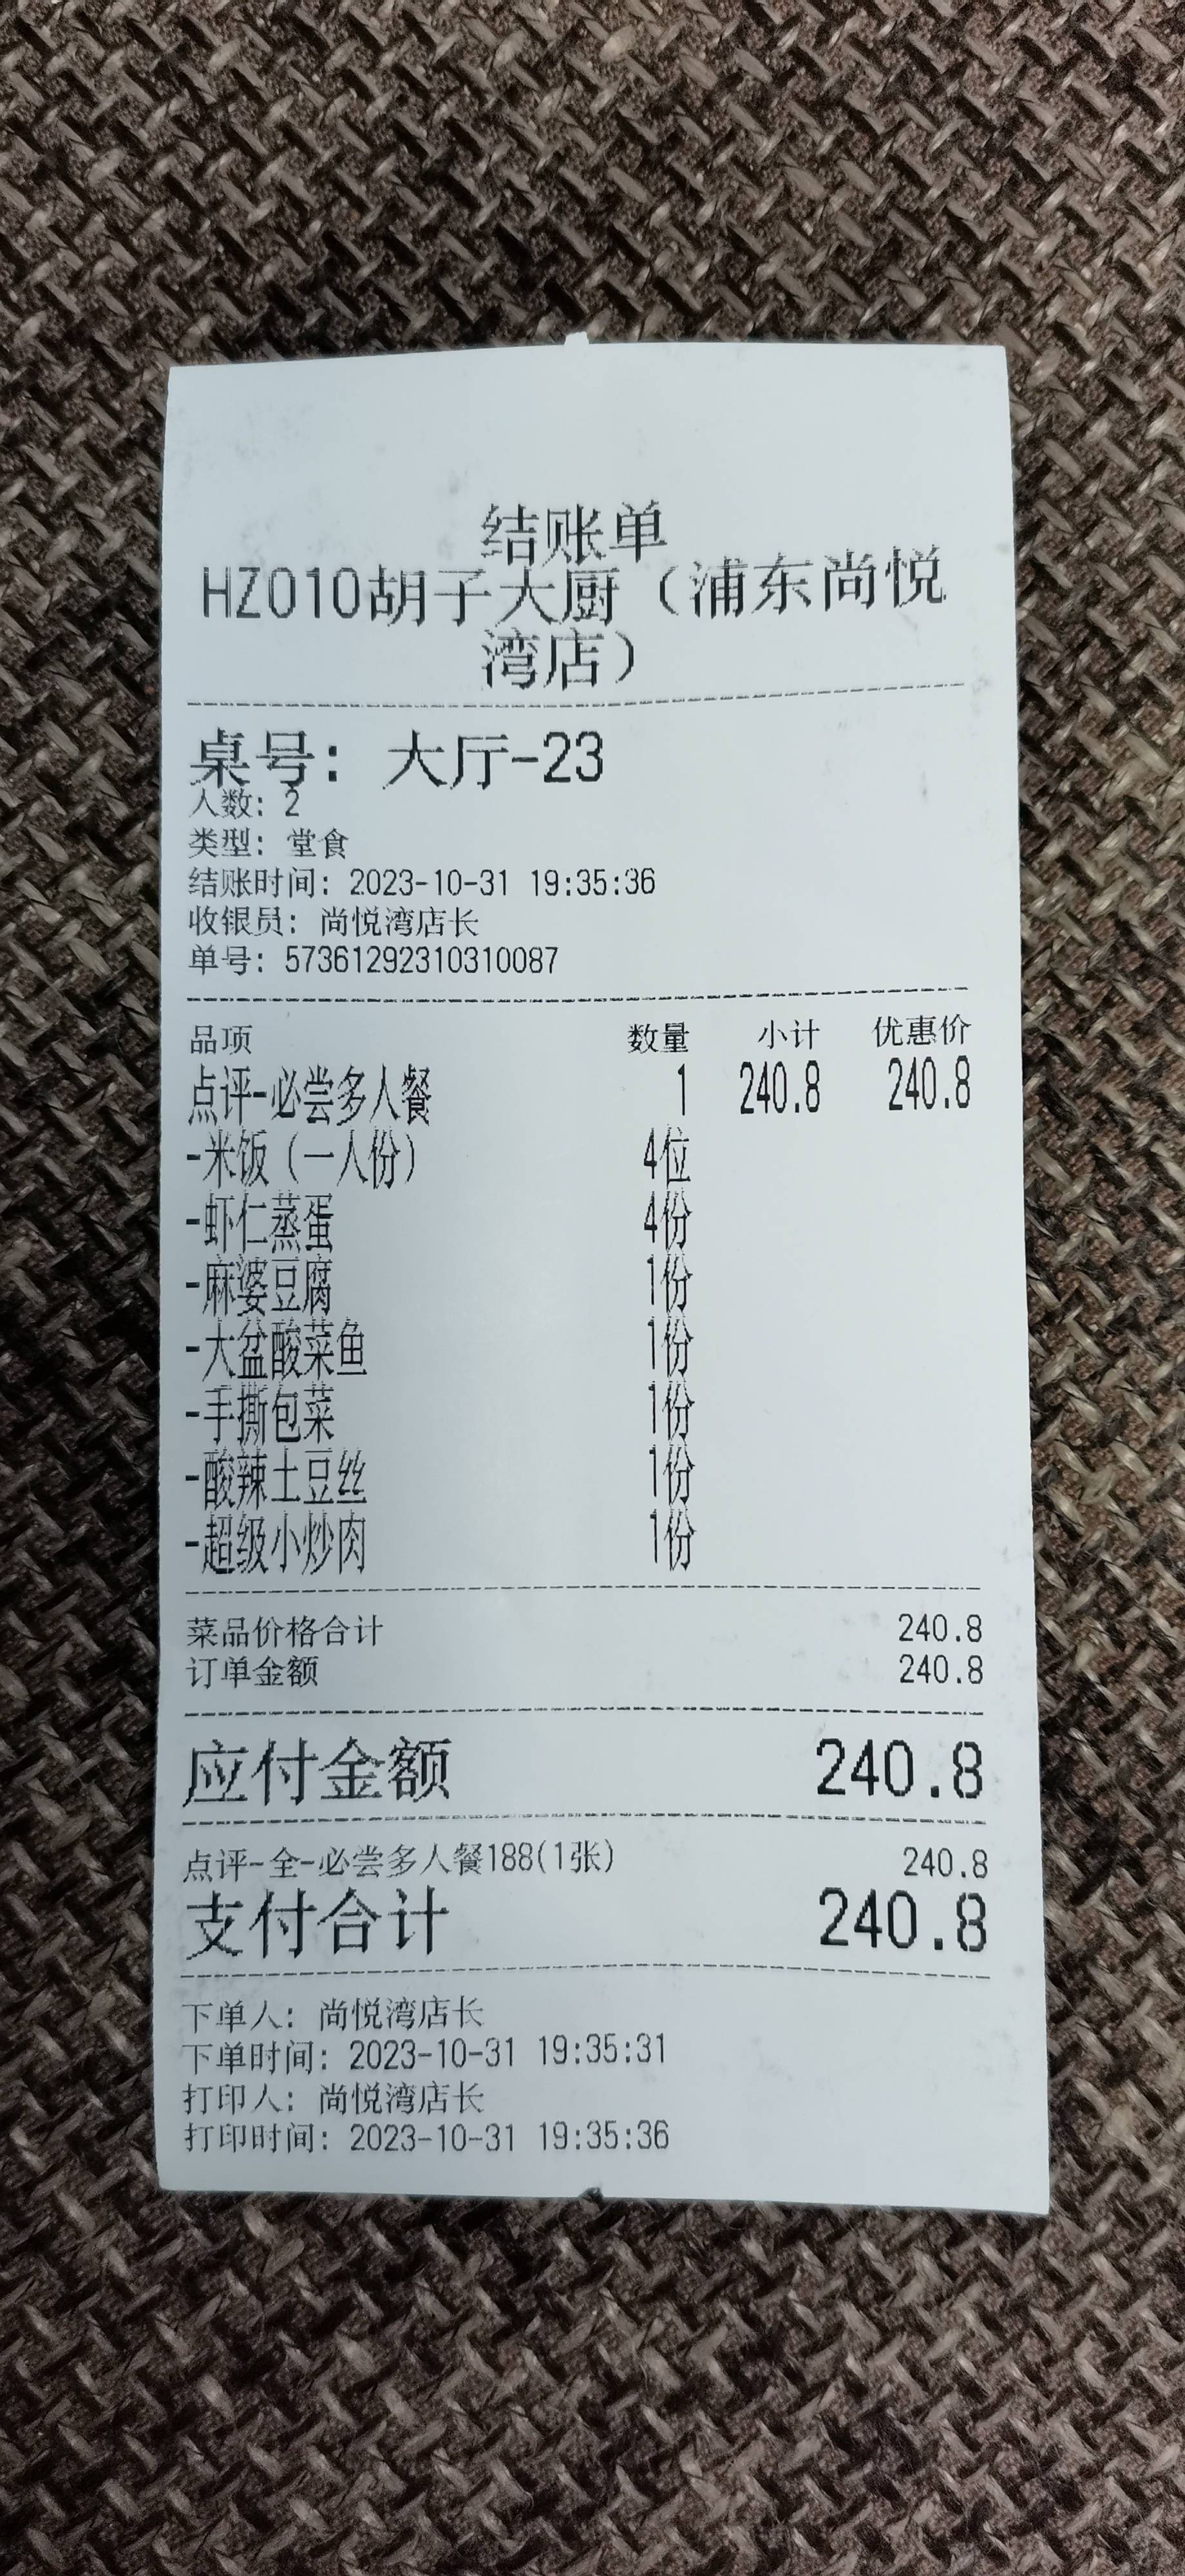 结账单
HZ010胡子大厨（浦东尚悦
湾店）
桌号：大厅-23
人数：2
类型：堂食
结账时间：2023-10-31 19:35:36
收银员：尚悦湾店长
单号：57361292310310087
品项 数量 小计 优惠价
点评-必尝多人餐 1 240.8 240.8
-米饭（一人份） 4位
-虾仁蒸蛋 4份
-麻婆豆腐 1份
-大盆酸菜鱼 1份
-手撕包菜 1份
-酸辣土豆丝 1份
-超级小炒肉 1份
菜品价格合计 240.8
订单金额 240.8
应付金额 240.8
点评-全-必尝多人餐188(1张) 240.8
支付合计 240.8
下单人：尚悦湾店长
下单时间：2023-10-31 19:35:31
打印人：尚悦湾店长
打印时间：2023-10-31 19:35:36